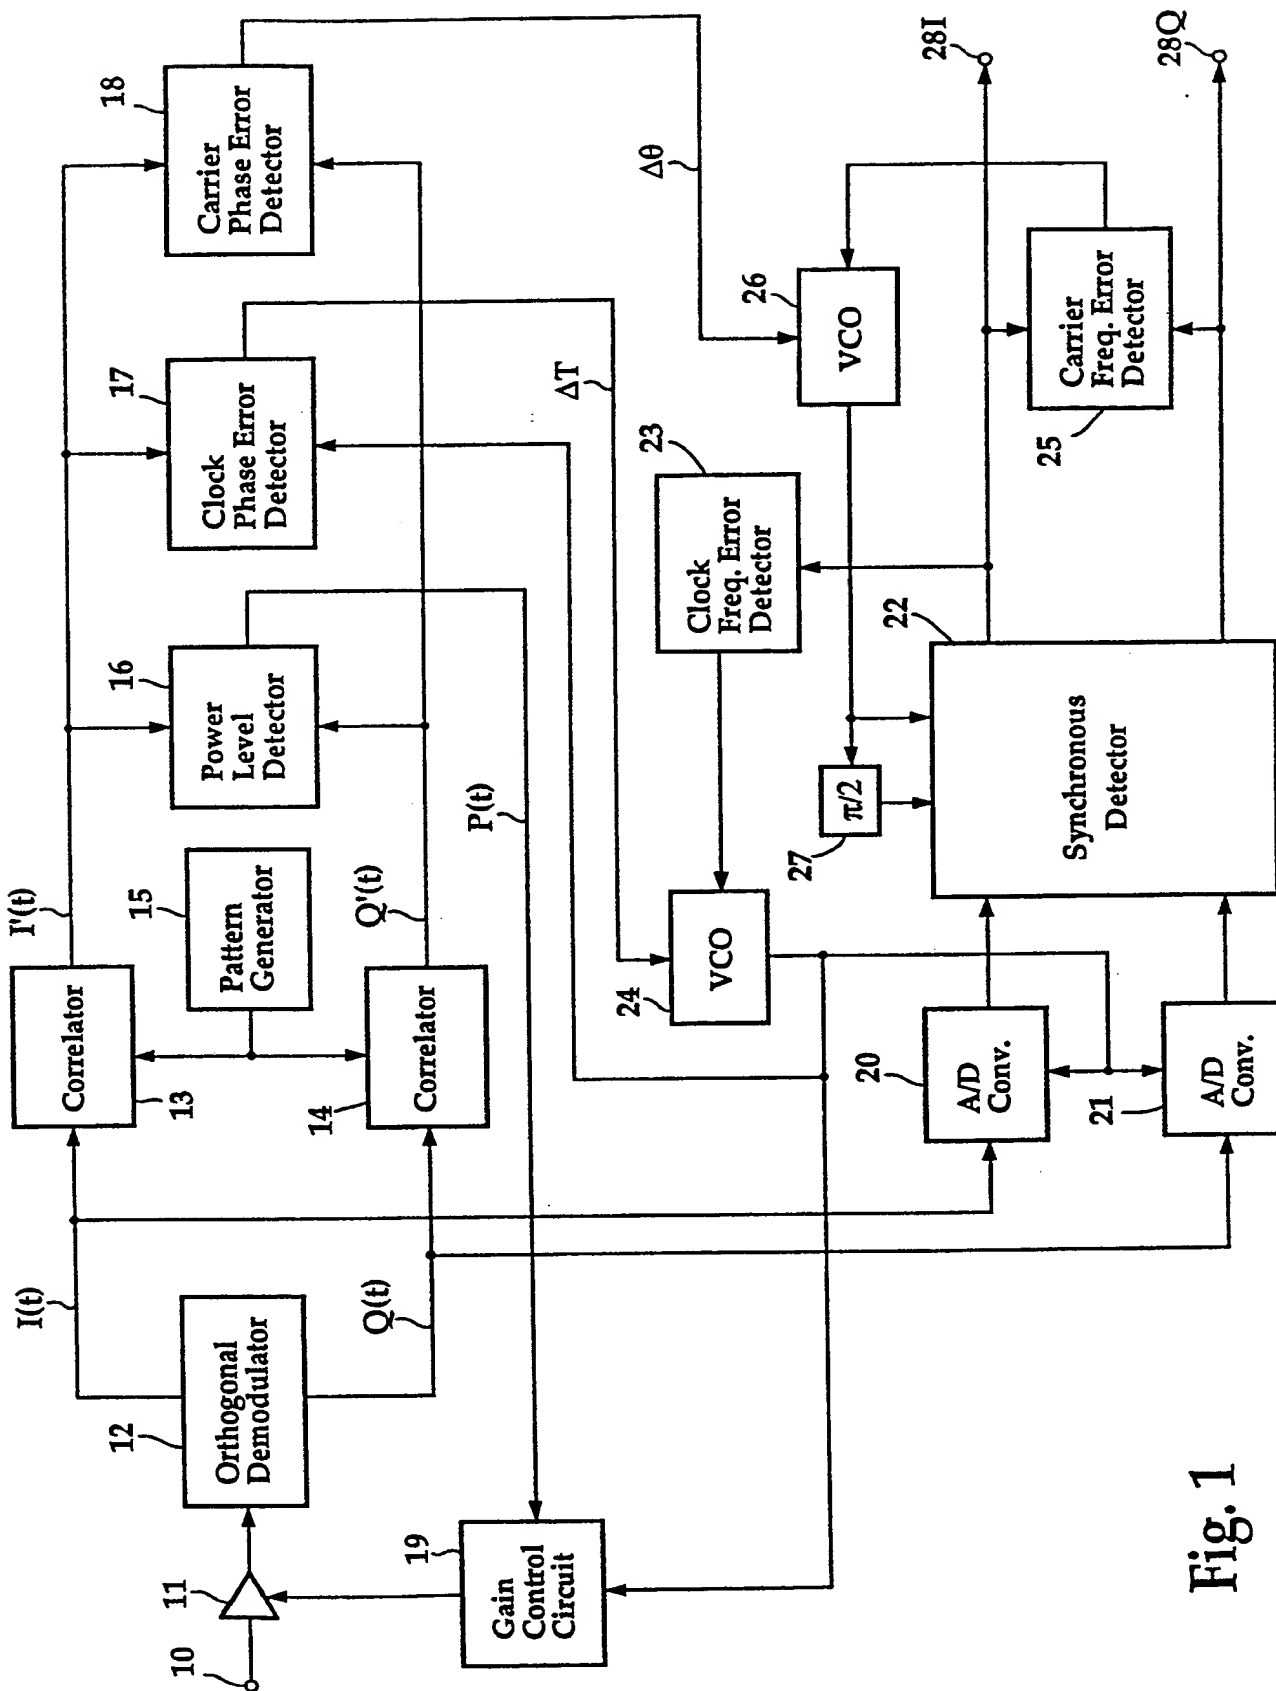 10
11
12
Orthogonal
Demodulator
I(t)
Q(t)
19
Gain
Control
Circuit
Correlator
13
14
Correlator
I'(t)
15
Pattern
Generator
Q'(t)
16
Power
Level
Detector
P(t)
17
Clock
Phase Error
Detector
18
Carrier
Phase Error
Detector
ΔT
Δθ
24
VCO
23
Clock
Freq. Error
Detector
26
VCO
27
π/2
20
A/D
Conv.
21
A/D
Conv.
22
Synchronous
Detector
25
Carrier
Freq. Error
Detector
28I
28Q
Fig. 1